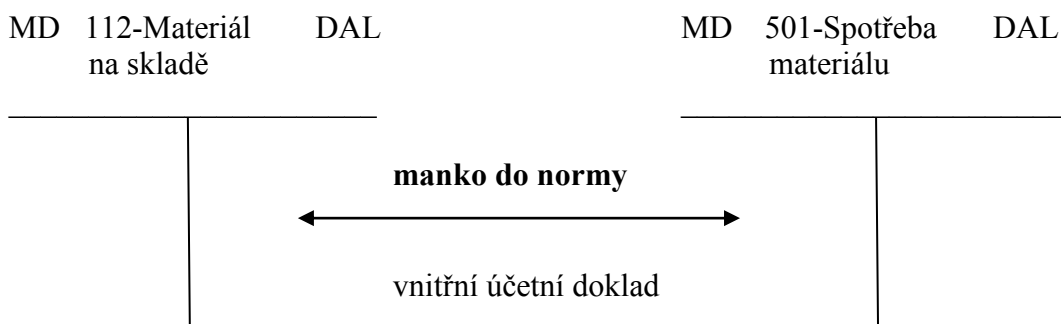 MD 112-Materiál DAL
na skladě
MD 501-Spotřeba DAL
materiálu
manko do normy
vnitřní účetní doklad